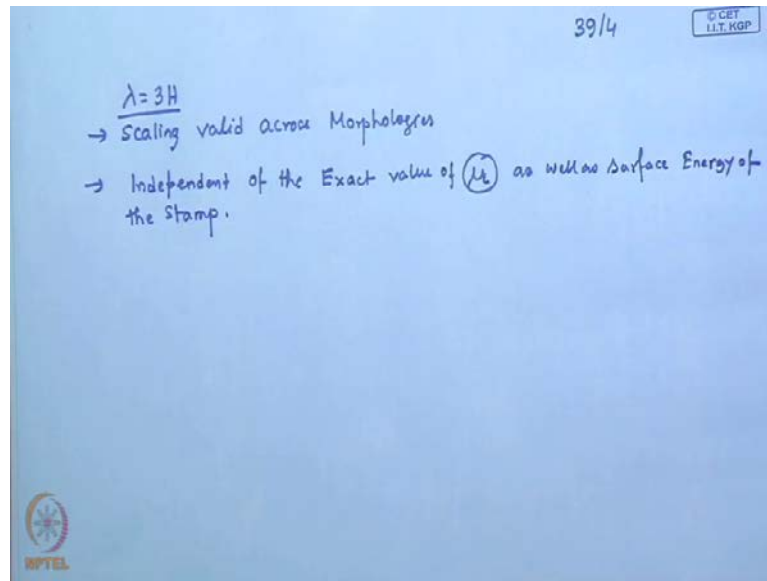 39/4
© CET
I.I.T. KGP
λ = 3H
→ Scaling valid across Morphologies
→ Independent of the Exact value of μ as well as Surface Energy of
the Stamp.
NPTEL